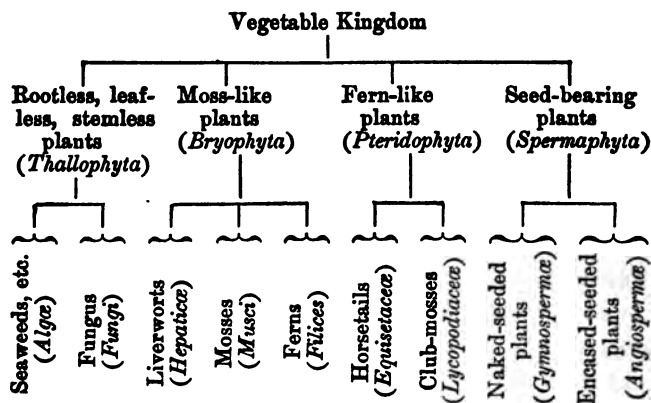 Vegetable Kingdom
Rootless, leaf-
less, stemless
plants
(Thallophyta)
Moss-like
plants
(Bryophyta)
Fern-like
plants
(Pteridophyta)
Seed-bearing
plants
(Spermaphyta)
Seaweeds, etc.
(Algæ)
Fungus
(Fungi)
Liverworts
(Hepaticæ)
Mosses
(Musci)
Ferns
(Filices)
Horsetails
(Equisetaceæ)
Club-mosses
(Lycopodiaceæ)
Naked-seeded
plants
(Gymnospermæ)
Encased-seeded
plants
(Angiospermæ)